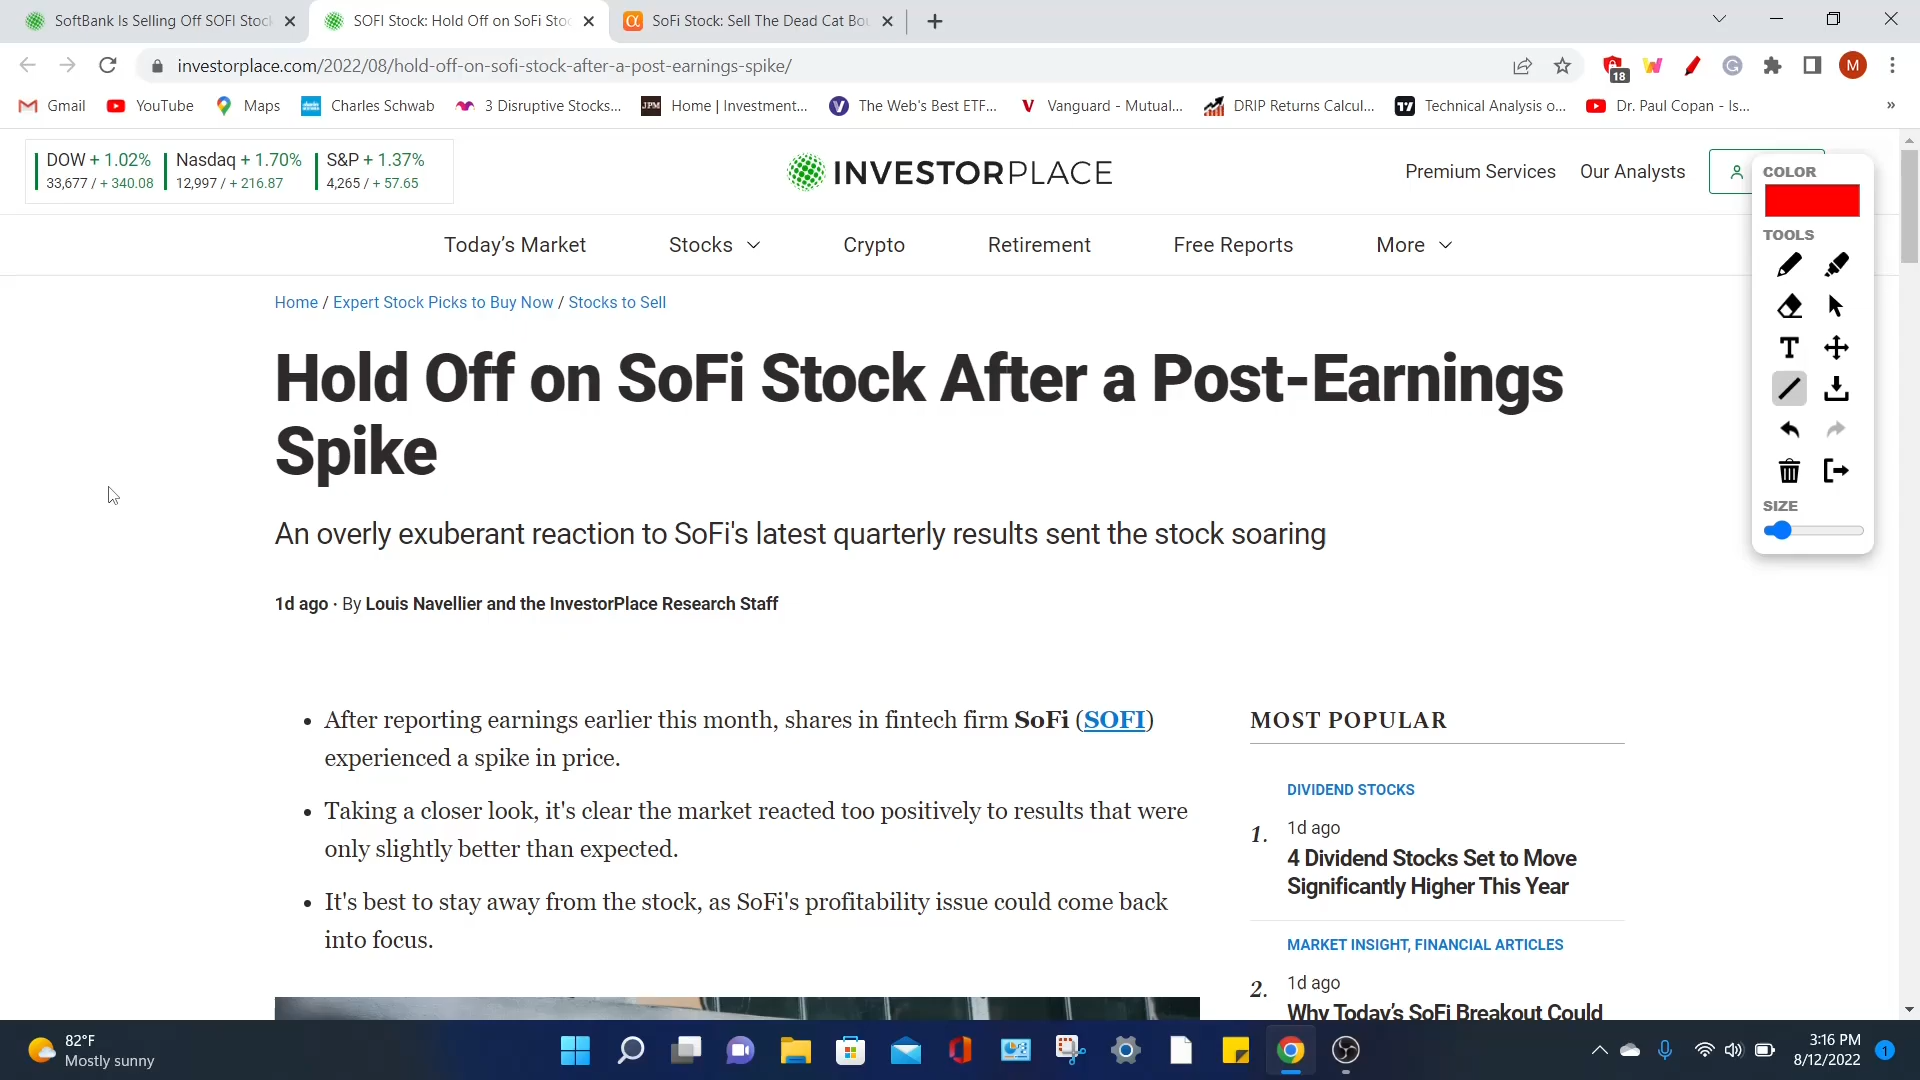 SoftBank Is Selling Off SOFI Stock
SOFI Stock: Hold Off on SoFi Stoc
SoFi Stock: Sell The Dead Cat Bou
investorplace.com/2022/08/hold-off-on-sofi-stock-after-a-post-earnings-spike/
18
M
Gmail
YouTube
Maps
Charles Schwab
3 Disruptive Stocks...
JPM
Home | Investment...
The Web's Best ETF...
Vanguard - Mutual...
DRIP Returns Calcul...
Technical Analysis o...
Dr. Paul Copan - Is...
»
DOW + 1.02%
33,677 / + 340.08
Nasdaq + 1.70%
12,997 / + 216.87
S&P + 1.37%
4,265 / + 57.65
INVESTORPLACE
Premium Services
Our Analysts
COLOR
TOOLS
T
SIZE
Today's Market
Stocks
Crypto
Retirement
Free Reports
More
Home / Expert Stock Picks to Buy Now / Stocks to Sell
Hold Off on SoFi Stock After a Post-Earnings
Spike
An overly exuberant reaction to SoFi's latest quarterly results sent the stock soaring
1d ago · By Louis Navellier and the InvestorPlace Research Staff
• After reporting earnings earlier this month, shares in fintech firm SoFi (SOFI)
experienced a spike in price.
• Taking a closer look, it's clear the market reacted too positively to results that were
only slightly better than expected.
• It's best to stay away from the stock, as SoFi's profitability issue could come back
into focus.
MOST POPULAR
DIVIDEND STOCKS
1. 1d ago
4 Dividend Stocks Set to Move
Significantly Higher This Year
MARKET INSIGHT, FINANCIAL ARTICLES
2. 1d ago
Why Today's SoFi Breakout Could
82°F
Mostly sunny
3:16 PM
8/12/2022
1